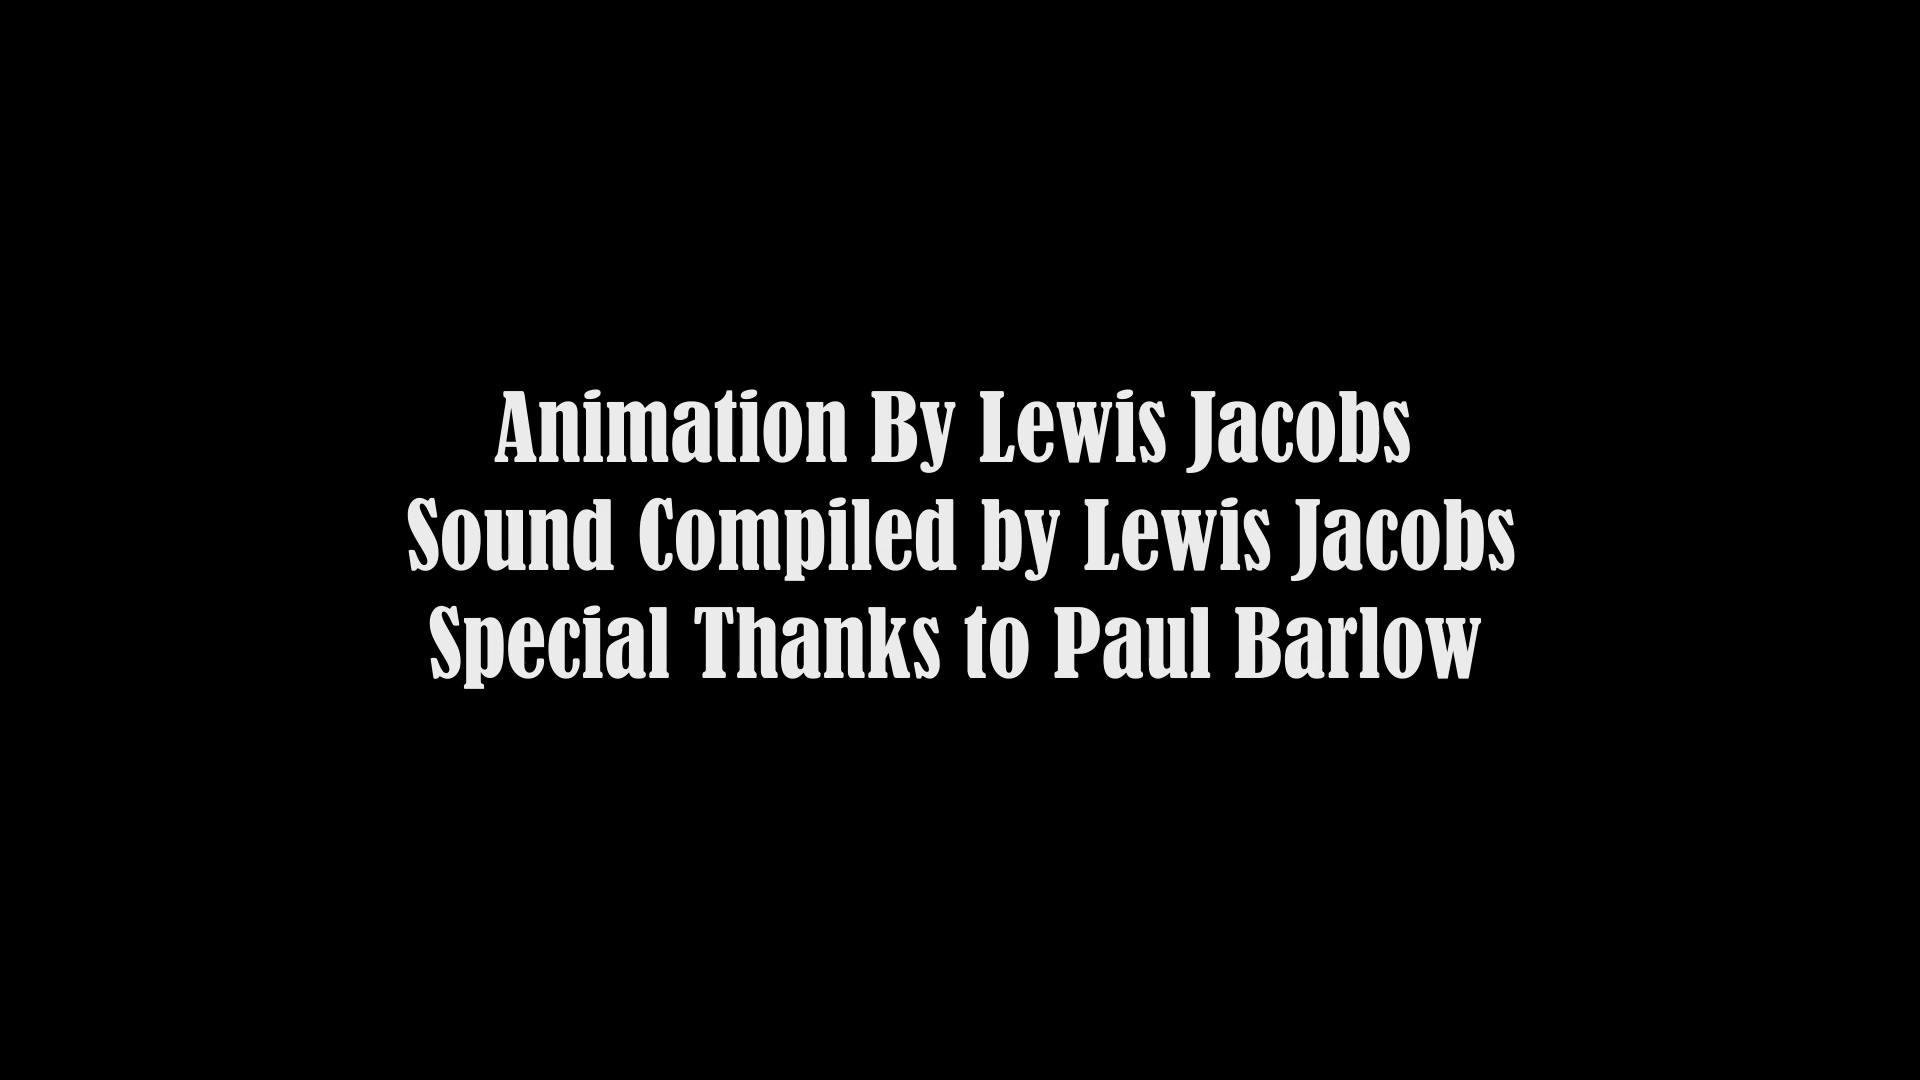 Animation By Lewis Jacobs
Sound Compiled by Lewis Jacobs
Special Thanks to Paul Barlow